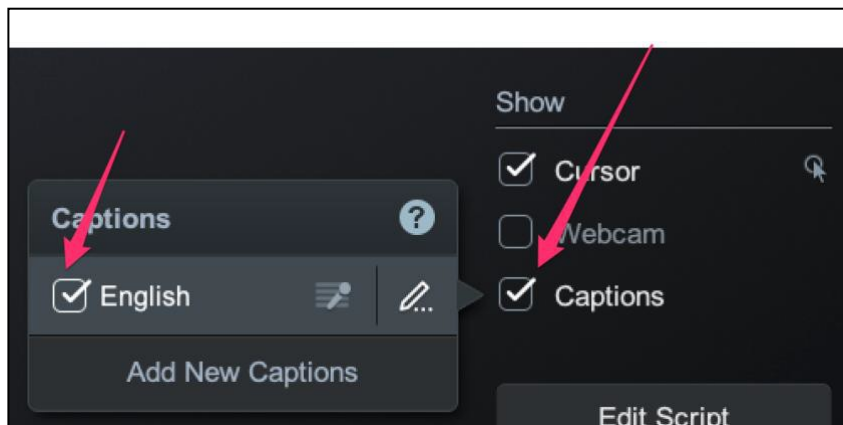 Show
Cursor
Webcam
Captions
Edit Script
Captions ?
English
Add New Captions